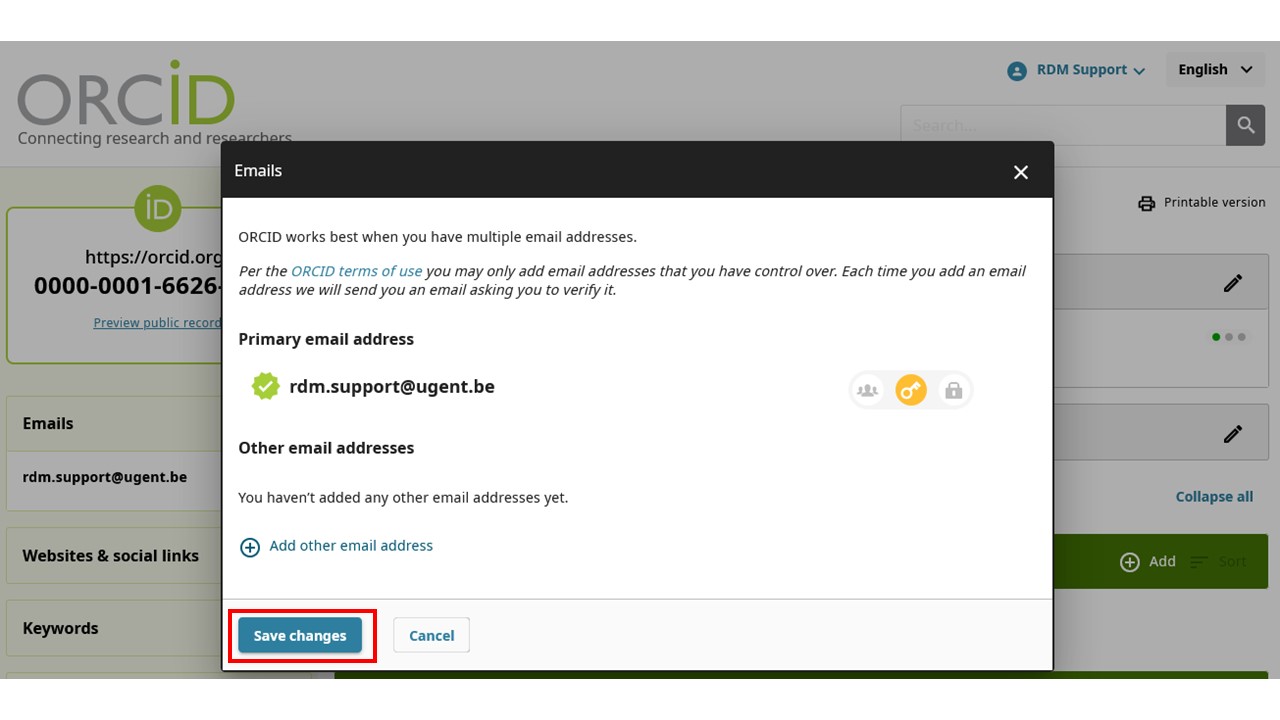 ORCiD
Connecting research and researchers
RDM Support
English
Search...
Printable version
iD
https://orcid.org
0000-0001-6626-
Preview public record
Emails
rdm.support@ugent.be
Websites & social links
Keywords
Emails
ORCID works best when you have multiple email addresses.
Per the ORCID terms of use you may only add email addresses that you have control over. Each time you add an email
address we will send you an email asking you to verify it.
Primary email address
rdm.support@ugent.be
Other email addresses
You haven't added any other email addresses yet.
Add other email address
Save changes
Cancel
Collapse all
Add
Sort